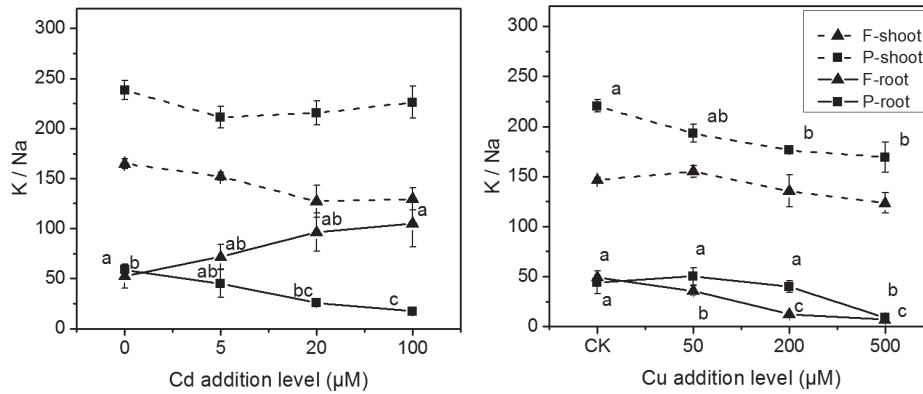 300
250
200
150
100
50
0
K / Na
a
b
ab
ab
bc
ab
c
a
0 5 20 100
Cd addition level (µM)
300
250
200
150
100
50
0
K / Na
F-shoot
P-shoot
F-root
P-root
a
ab
b
b
a
a
a
b
a
b
c
c
CK 50 200 500
Cu addition level (µM)